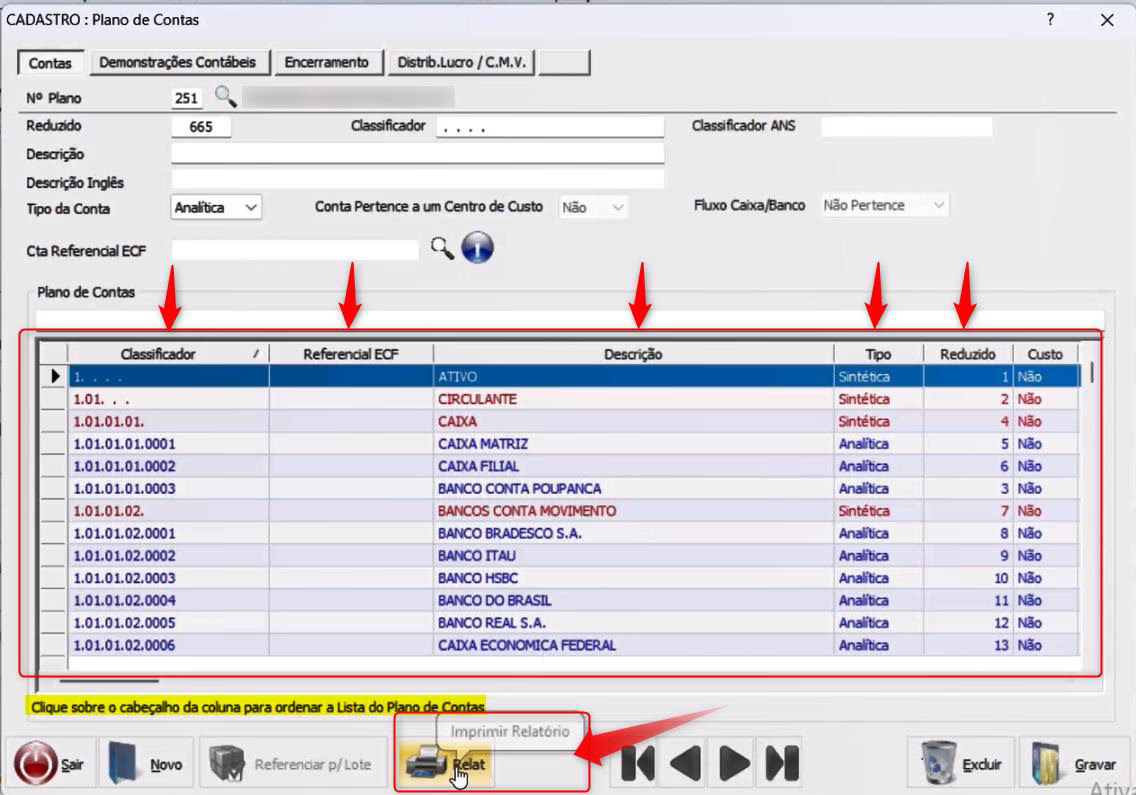 CADASTRO : Plano de Contas ?
Contas Demonstrações Contábeis Encerramento Distrib.Lucro / C.M.V.
Nº Plano 251
Reduzido 665 Classificador . . . . Classificador ANS
Descrição
Descrição Inglês
Tipo da Conta Analítica Conta Pertence a um Centro de Custo Não Fluxo Caixa/Banco Não Pertence
Cta Referencial ECF
Plano de Contas
Classificador / Referencial ECF Descrição Tipo Reduzido Custo
1. . . . ATIVO Sintética 1 Não
1.01. . . CIRCULANTE Sintética 2 Não
1.01.01.01. CAIXA Sintética 4 Não
1.01.01.01.0001 CAIXA MATRIZ Analítica 5 Não
1.01.01.01.0002 CAIXA FILIAL Analítica 6 Não
1.01.01.01.0003 BANCO CONTA POUPANCA Analítica 3 Não
1.01.01.02. BANCOS CONTA MOVIMENTO Sintética 7 Não
1.01.01.02.0001 BANCO BRADESCO S.A. Analítica 8 Não
1.01.01.02.0002 BANCO ITAU Analítica 9 Não
1.01.01.02.0003 BANCO HSBC Analítica 10 Não
1.01.01.02.0004 BANCO DO BRASIL Analítica 11 Não
1.01.01.02.0005 BANCO REAL S.A. Analítica 12 Não
1.01.01.02.0006 CAIXA ECONOMICA FEDERAL Analítica 13 Não
Clique sobre o cabeçalho da coluna para ordenar a Lista do Plano de Contas
Imprimir Relatório
Sair Novo Referenciar p/ Lote Relat Excluir Gravar
Ativa